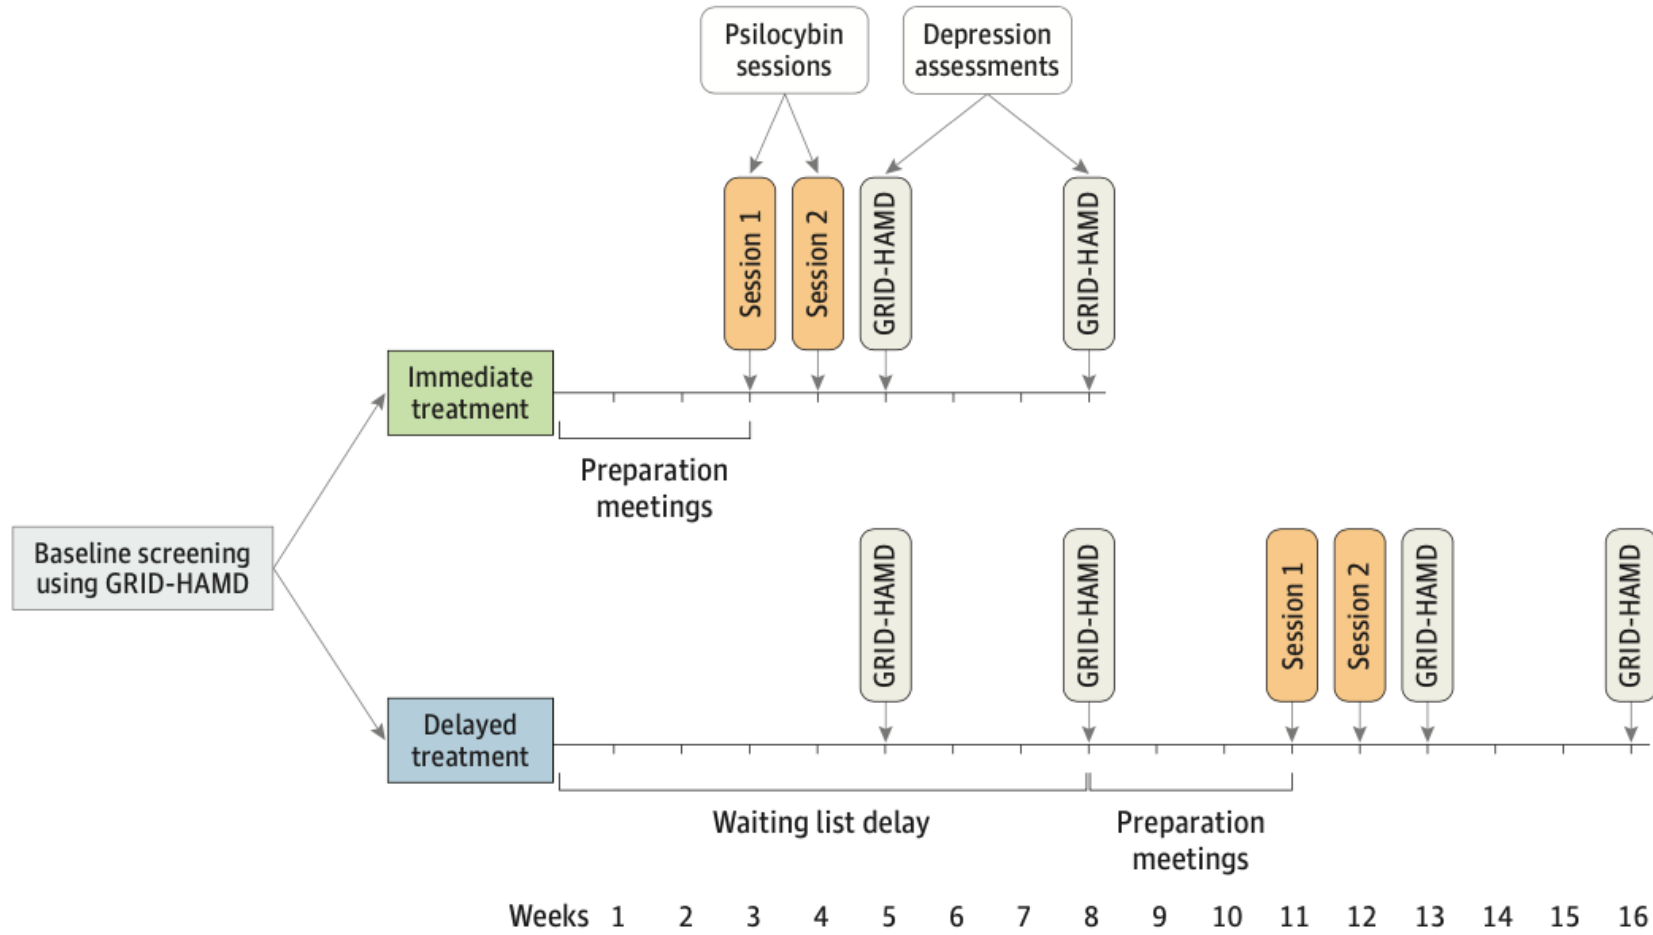 Psilocybin
sessions
Depression
assessments
Session 1
Session 2
GRID-HAMD
GRID-HAMD
Immediate
treatment
Preparation
meetings
Baseline screening
using GRID-HAMD
GRID-HAMD
GRID-HAMD
Session 1
Session 2
GRID-HAMD
GRID-HAMD
Delayed
treatment
Waiting list delay
Preparation
meetings
Weeks 1 2 3 4 5 6 7 8 9 10 11 12 13 14 15 16